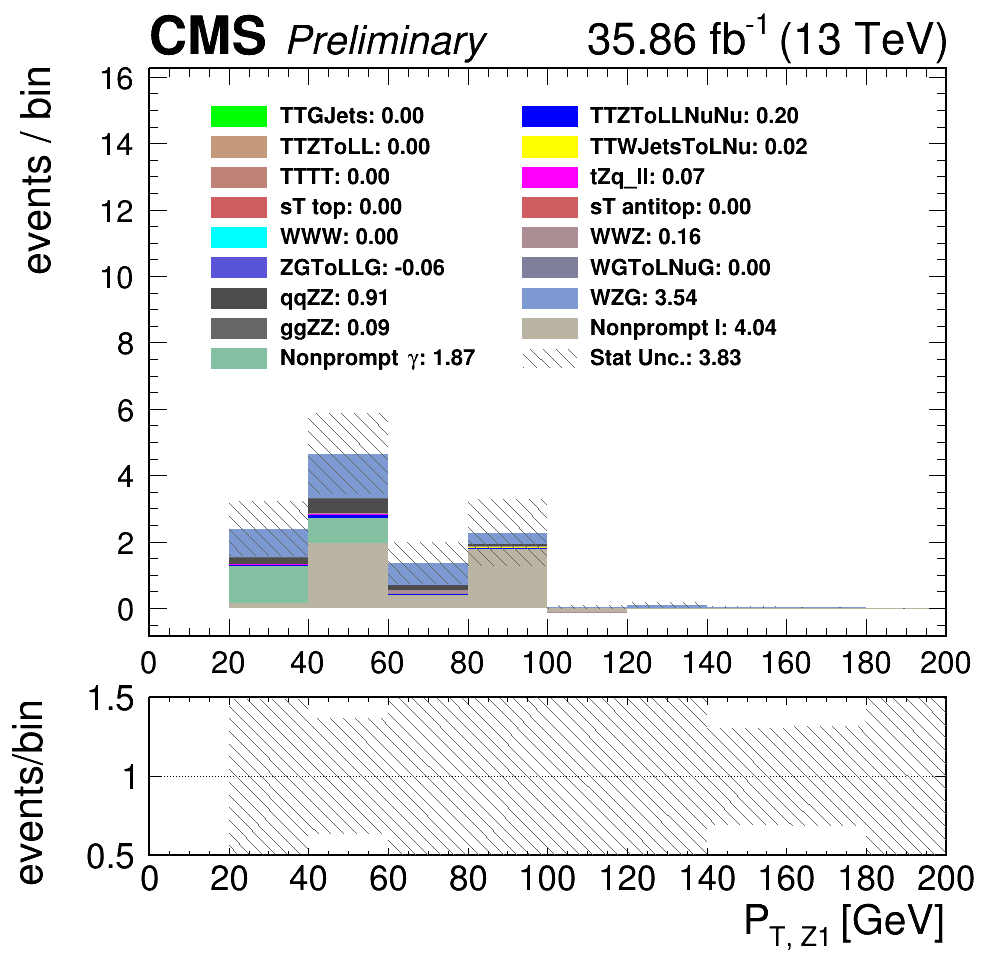 CMS Preliminary 35.86 fb-1 (13 TeV)
events / bin
16
14
12
10
8
6
4
2
0
TTGJets: 0.00 TTZToLLNuNu: 0.20
TTZToLL: 0.00 TTWJetsToLNu: 0.02
TTTT: 0.00 tZq_ll: 0.07
sT top: 0.00 sT antitop: 0.00
WWW: 0.00 WWZ: 0.16
ZGToLLG: -0.06 WGToLNuG: 0.00
qqZZ: 0.91 WZG: 3.54
ggZZ: 0.09 Nonprompt l: 4.04
Nonprompt γ: 1.87 Stat Unc.: 3.83
0 20 40 60 80 100 120 140 160 180 200
events/bin
1.5
1
0.5
0 20 40 60 80 100 120 140 160 180 200
PT, Z1 [GeV]